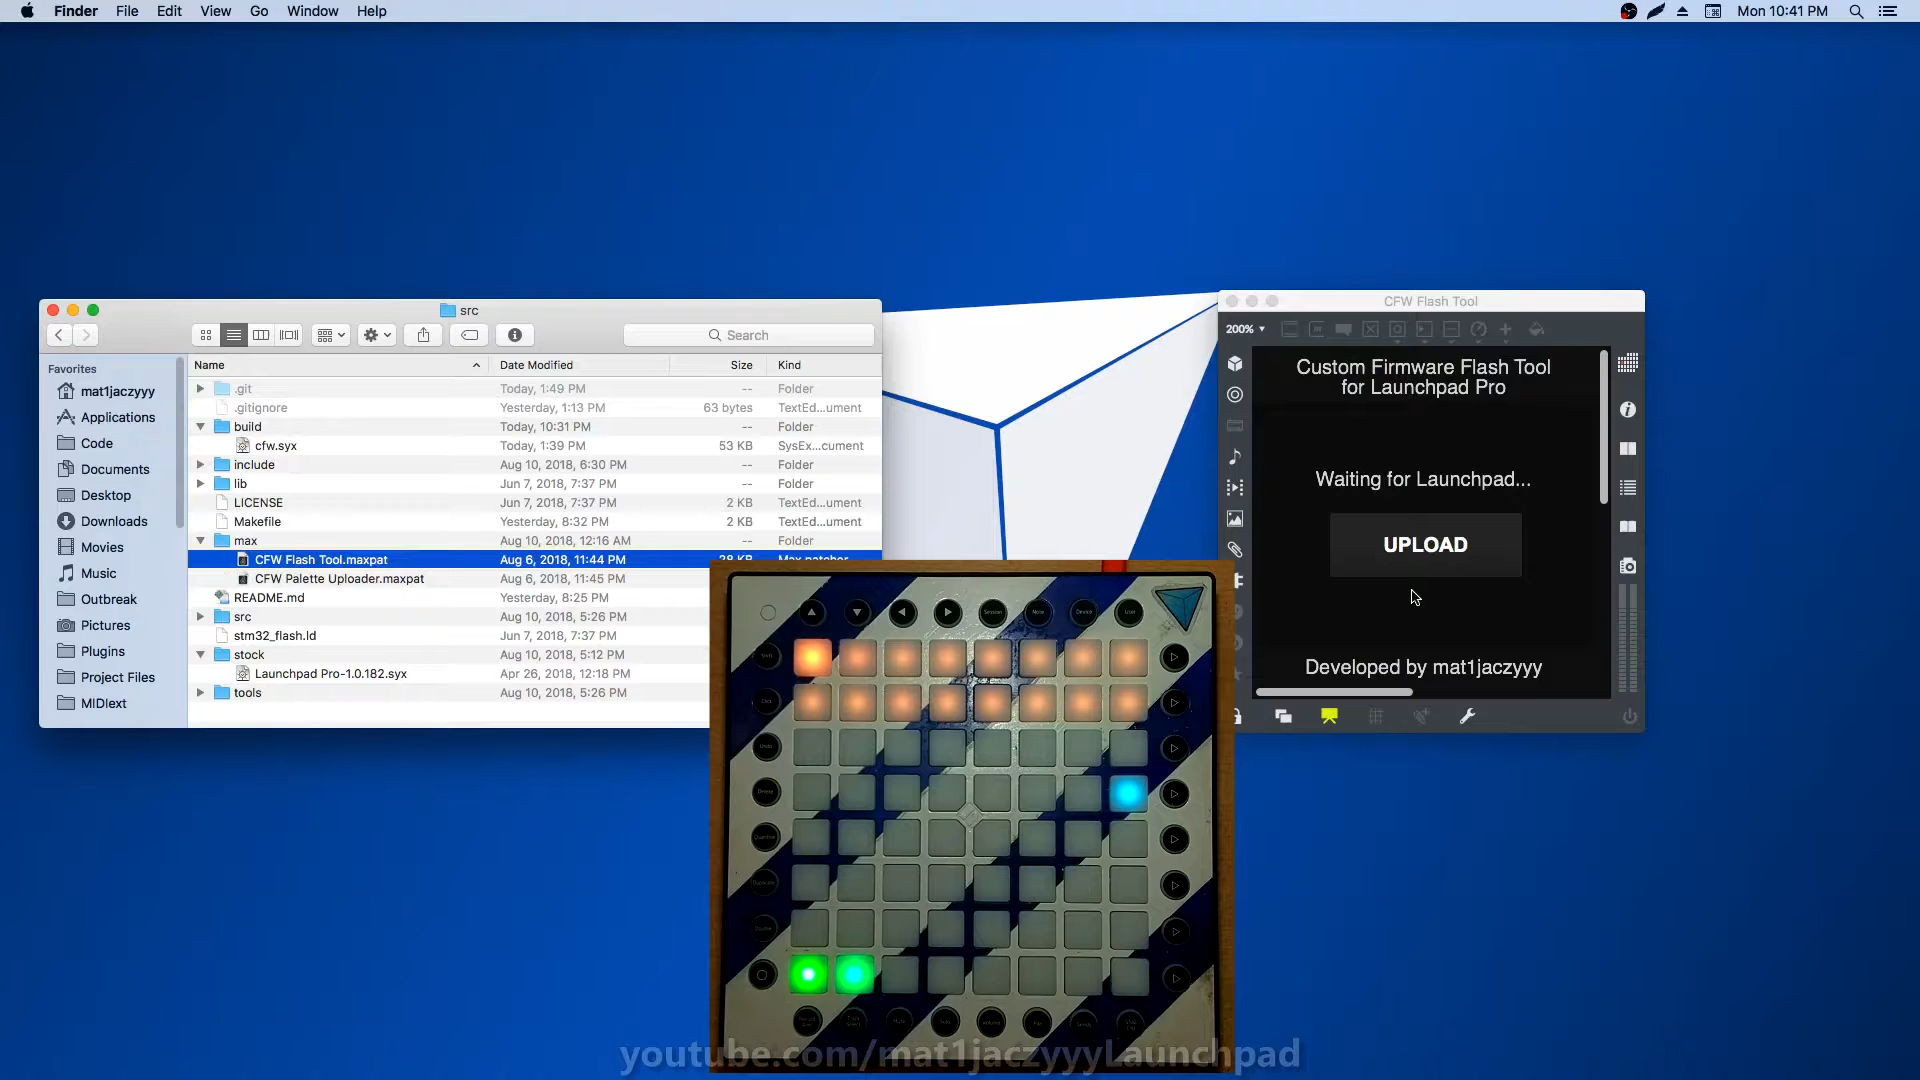 Finder File Edit View Go Window Help
Mon 10:41 PM
src
Search
Favorites
mat1jaczyyy
Applications
Code
Documents
Desktop
Downloads
Movies
Music
Outbreak
Pictures
Plugins
Project Files
MIDIext
Name Date Modified Size Kind
.git Today, 1:49 PM -- Folder
.gitignore Yesterday, 1:13 PM 63 bytes TextEd...ument
build Today, 10:31 PM -- Folder
cfw.syx Today, 1:39 PM 53 KB SysEx...cument
include Aug 10, 2018, 6:30 PM -- Folder
lib Jun 7, 2018, 7:37 PM -- Folder
LICENSE Jun 7, 2018, 7:37 PM 2 KB TextEd...ument
Makefile Yesterday, 8:32 PM 2 KB TextEd...ument
max Aug 10, 2018, 12:16 AM -- Folder
CFW Flash Tool.maxpat Aug 6, 2018, 11:44 PM 28 KB Max patcher
CFW Palette Uploader.maxpat Aug 6, 2018, 11:45 PM
README.md Yesterday, 8:25 PM
src Aug 10, 2018, 5:26 PM
stm32_flash.ld Jun 7, 2018, 7:37 PM
stock Aug 10, 2018, 5:12 PM
Launchpad Pro-1.0.182.syx Apr 26, 2018, 12:18 PM
tools Aug 10, 2018, 5:26 PM
CFW Flash Tool
200%
Custom Firmware Flash Tool
for Launchpad Pro
Waiting for Launchpad...
UPLOAD
Developed by mat1jaczyyy
Session Note Device User
youtube.com/mat1jaczyyyLaunchpad